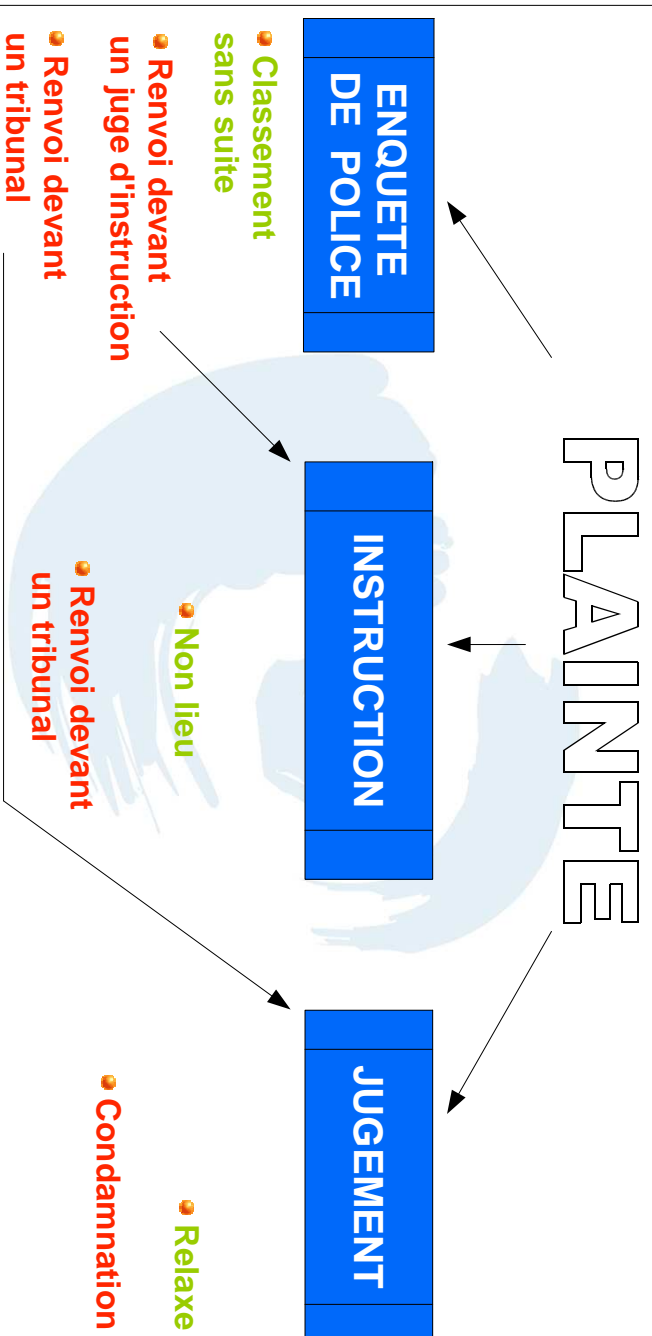 PLAINTE
ENQUETE
DE POLICE
Classement
sans suite
Renvoi devant
un juge d'instruction
Renvoi devant
un tribunal
INSTRUCTION
Non lieu
Renvoi devant
un tribunal
JUGEMENT
Relaxe
Condamnation